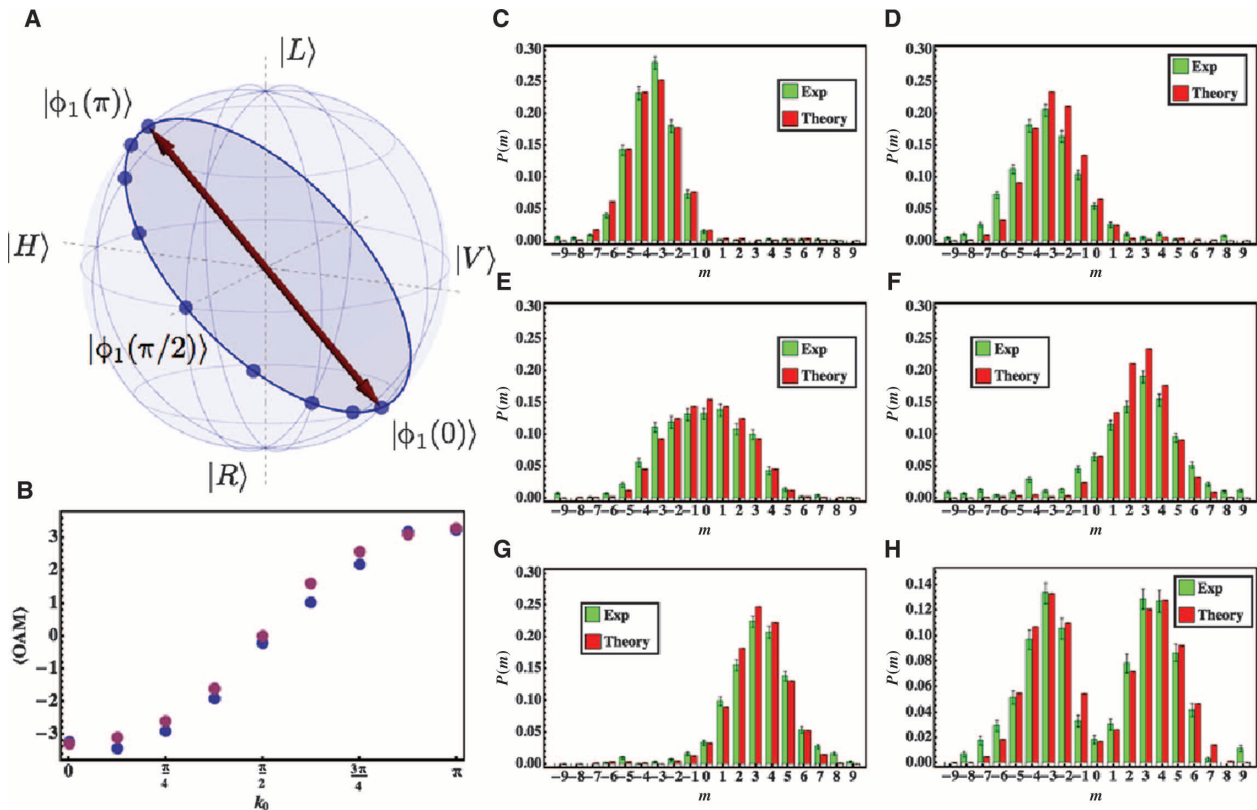 A
|L⟩
|ϕ₁(π)⟩
|H⟩
|V⟩
|ϕ₁(π/2)⟩
|ϕ₁(0)⟩
|R⟩
B
⟨OAM⟩
3
2
1
0
−1
−2
−3
0 π/4 π/2 3π/4 π
k₀
C
P(m)
0.30
0.25
0.20
0.15
0.10
0.05
0.00
Exp
Theory
−9 −8 −7 −6 −5 −4 −3 −2 −1 0 1 2 3 4 5 6 7 8 9
m
D
P(m)
0.30
0.25
0.20
0.15
0.10
0.05
0.00
Exp
Theory
−9 −8 −7 −6 −5 −4 −3 −2 −1 0 1 2 3 4 5 6 7 8 9
m
E
P(m)
0.30
0.25
0.20
0.15
0.10
0.05
0.00
Exp
Theory
−9 −8 −7 −6 −5 −4 −3 −2 −1 0 1 2 3 4 5 6 7 8 9
m
F
P(m)
0.30
0.25
0.20
0.15
0.10
0.05
0.00
Exp
Theory
−9 −8 −7 −6 −5 −4 −3 −2 −1 0 1 2 3 4 5 6 7 8 9
m
G
P(m)
0.30
0.25
0.20
0.15
0.10
0.05
0.00
Exp
Theory
−9 −8 −7 −6 −5 −4 −3 −2 −1 0 1 2 3 4 5 6 7 8 9
m
H
P(m)
0.14
0.12
0.10
0.08
0.06
0.04
0.02
0.00
Exp
Theory
−9 −8 −7 −6 −5 −4 −3 −2 −1 0 1 2 3 4 5 6 7 8 9
m